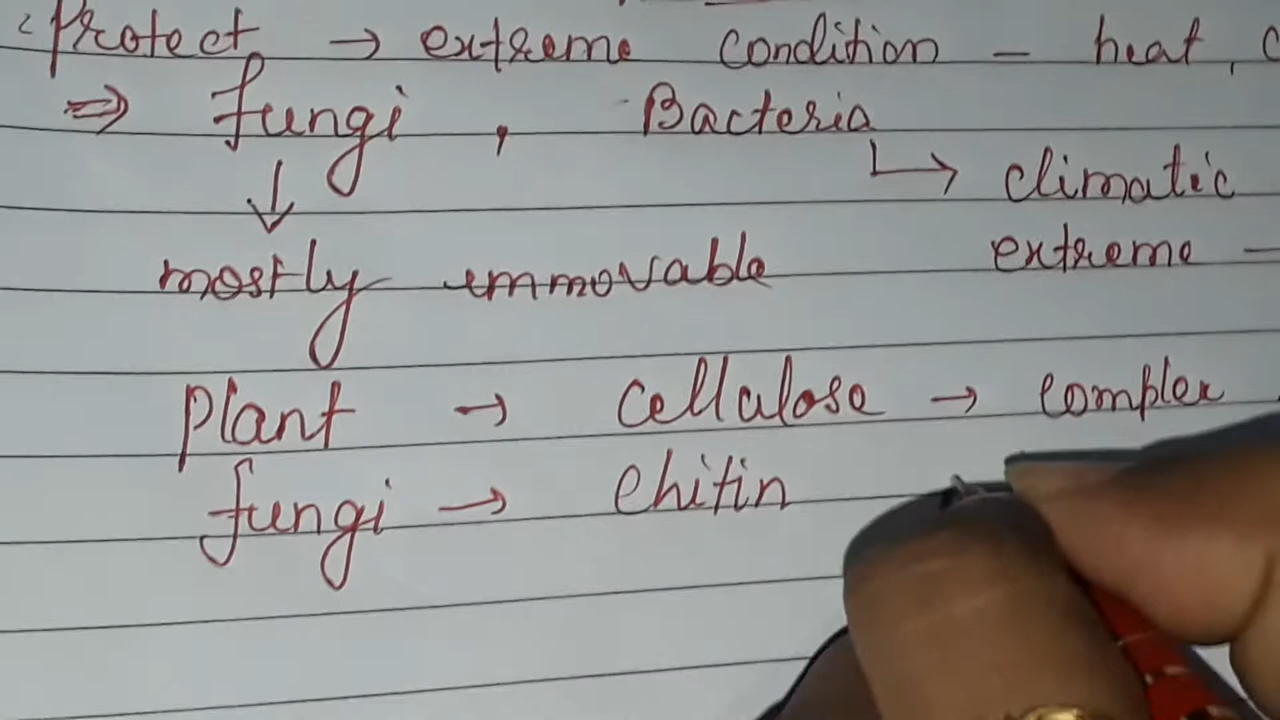 Protect → extreme condition - heat,
⇒ fungi, Bacteria
↓ ↳ climatic
mostly immovable extreme -
Plant → Cellulose → complex
fungi → Chitin